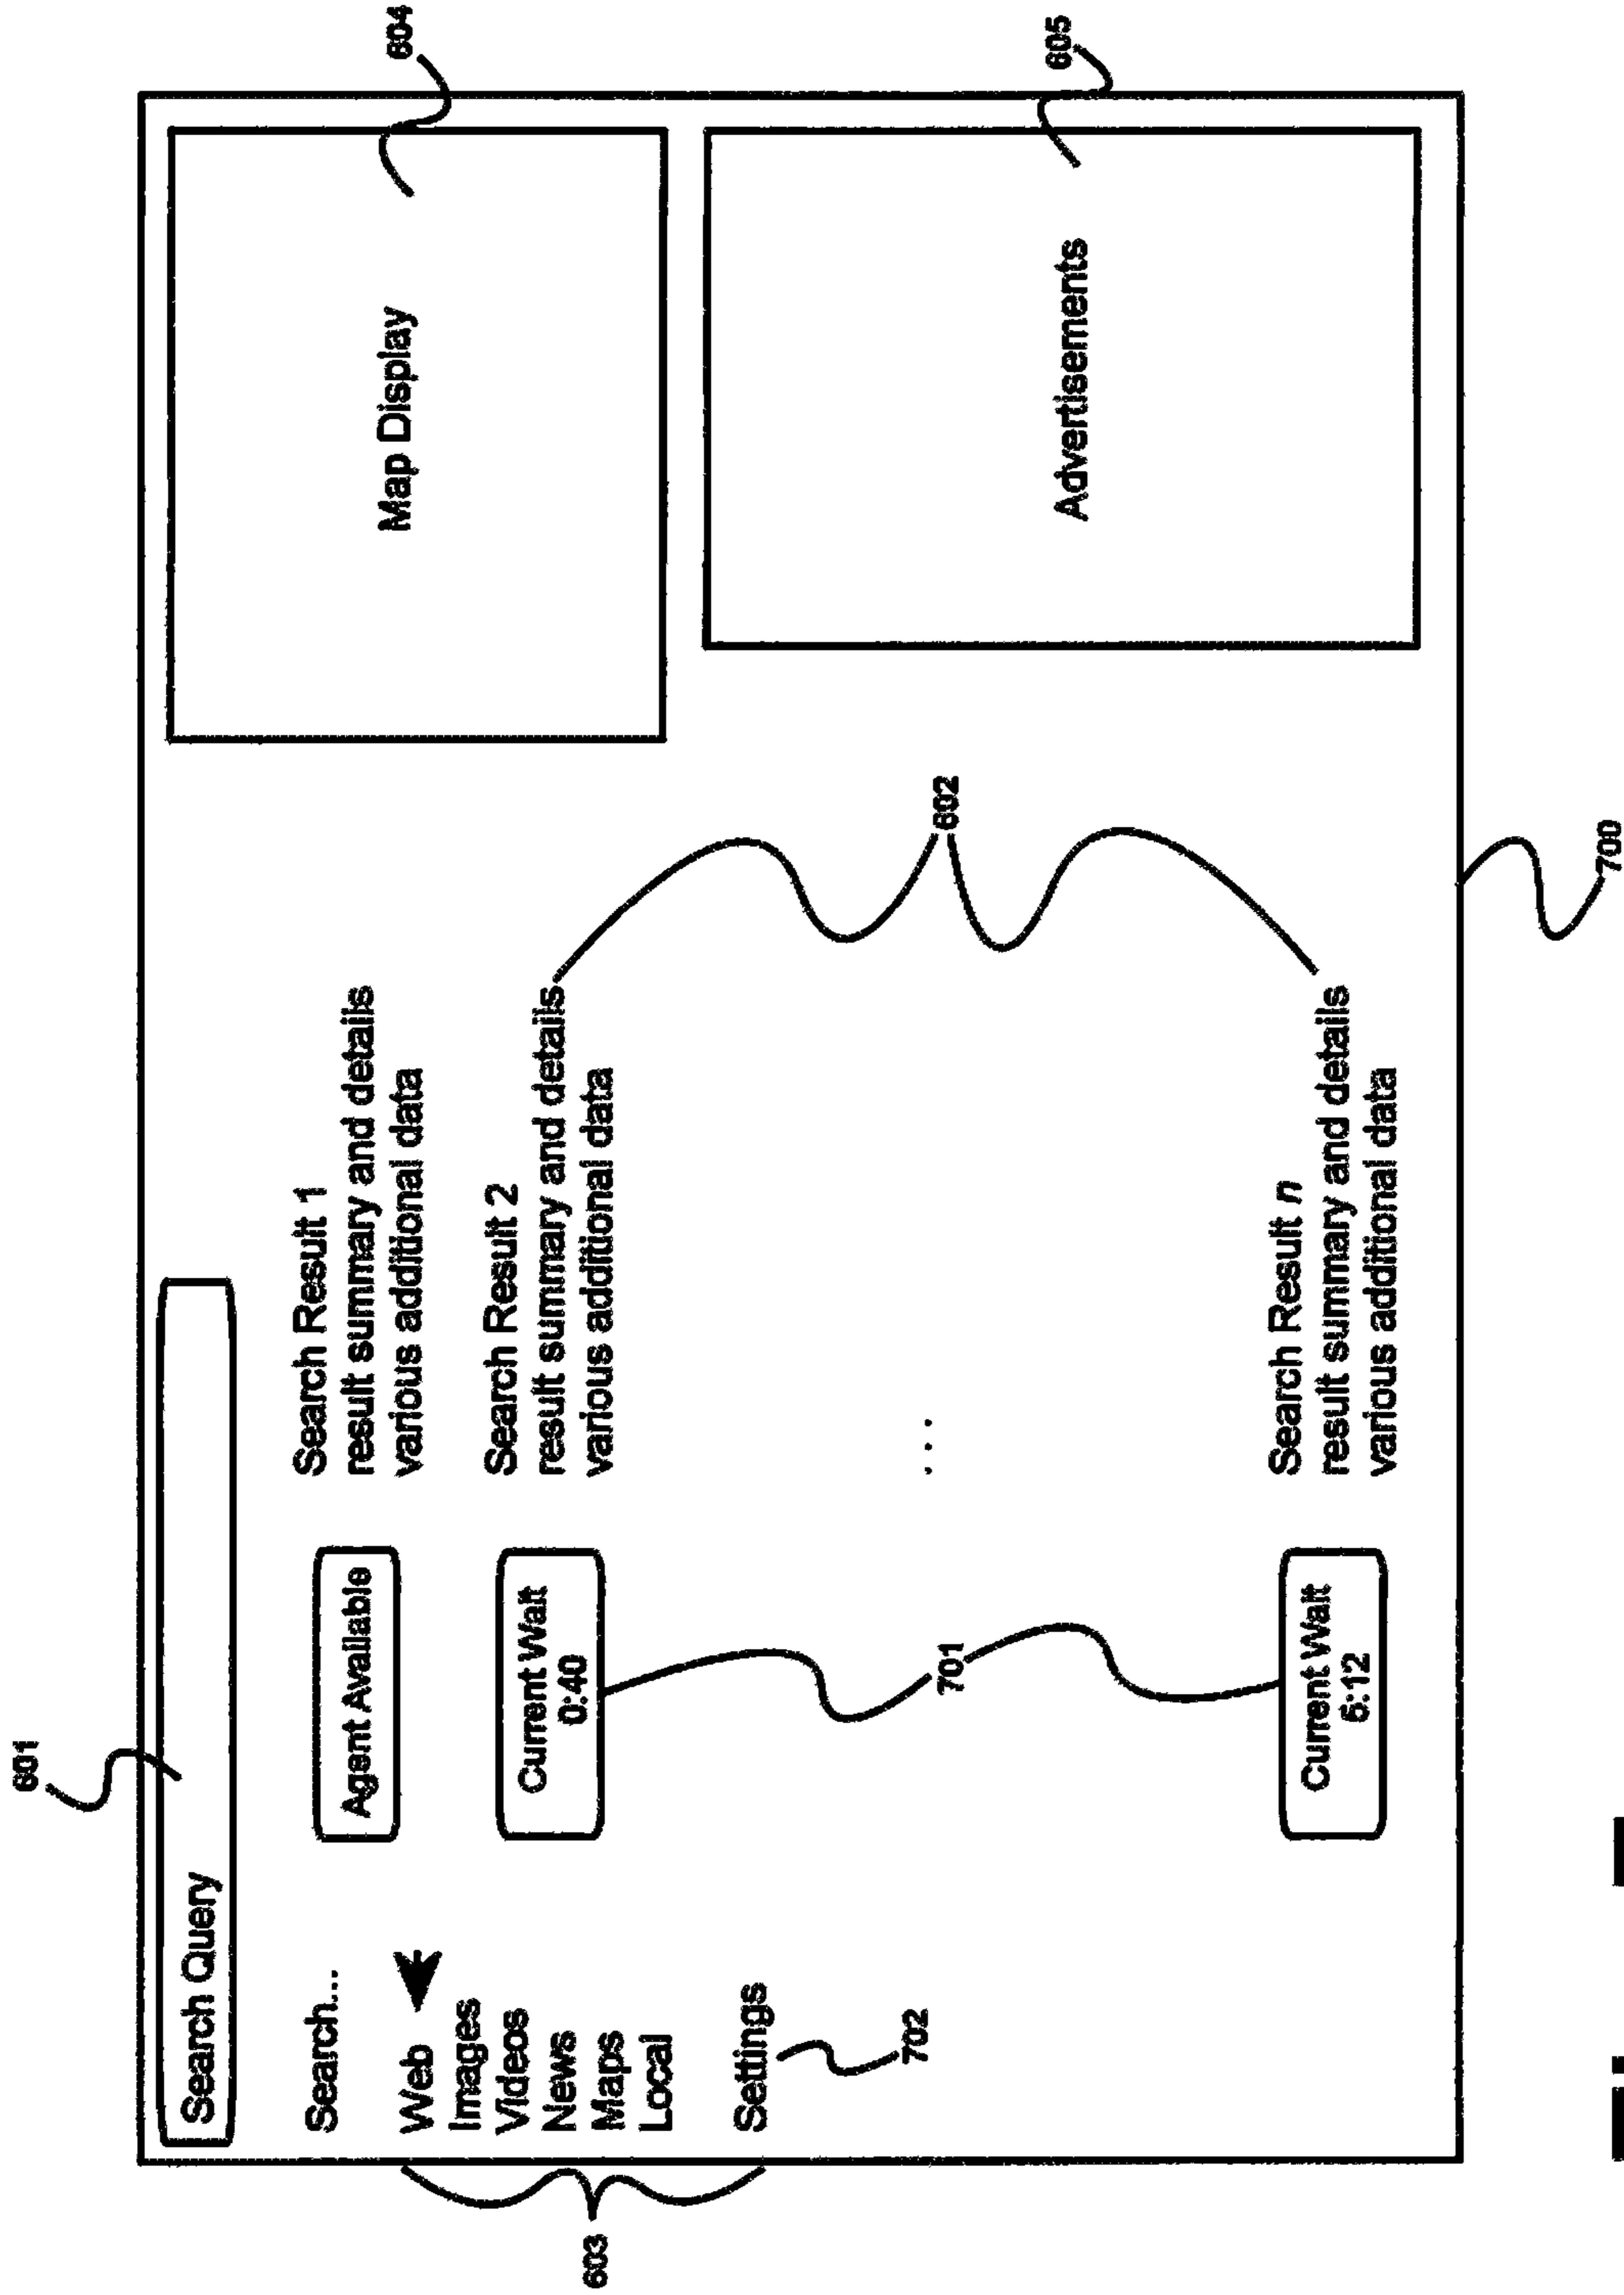 601
Search Query
604
Map Display
Search...
Web
Images
Videos
News
Maps
Local
Settings
603
702
Agent Available
Search Result 1
result summary and details
various additional data
Current Wait
0:40
Search Result 2
result summary and details
various additional data
701
...
602
Current Wait
5:12
Search Result n
result summary and details
various additional data
605
Advertisements
700